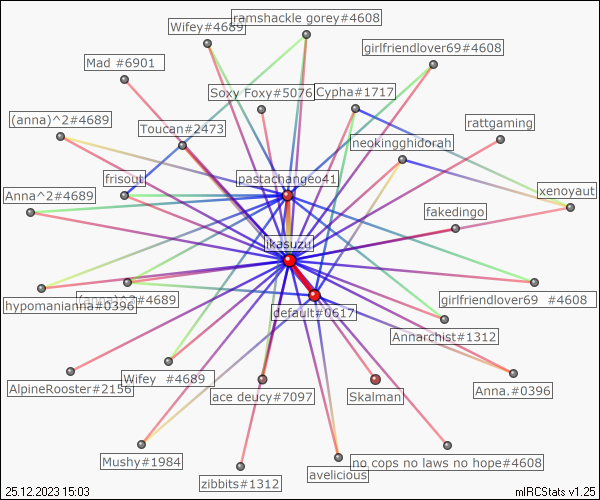 ramshackle gorey#4608
Wifey#4689
girlfriendlover69#4608
Mad #6901
Soxy Foxy#5076
Cypha#1717
(anna)^2#4689
Toucan#2473
rattgaming
neokingghidorah
frisout
pastachangeo41
Anna^2#4689
xenoyaut
fakedingo
ikasuzu
hypomanianna#0396
(anna)^2#4689
girlfriendlover69 #4608
default#0617
Annarchist#1312
AlpineRooster#2156
Wifey #4689
ace deucy#7097
Skalman
Anna.#0396
Mushy#1984
zibbits#1312
avelicious
no cops no laws no hope#4608
25.12.2023 15:03
mIRCStats v1.25